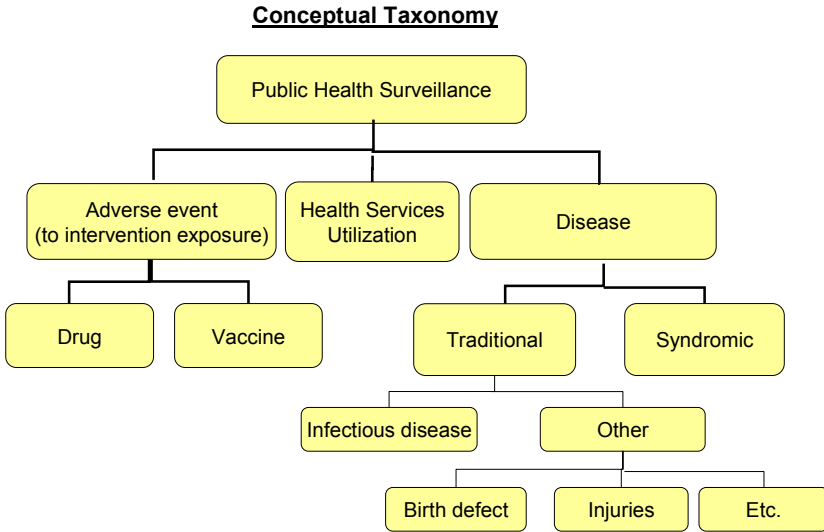 Conceptual Taxonomy
Public Health Surveillance
Adverse event
(to intervention exposure)
Health Services
Utilization
Disease
Drug
Vaccine
Traditional
Syndromic
Infectious disease
Other
Birth defect
Injuries
Etc.